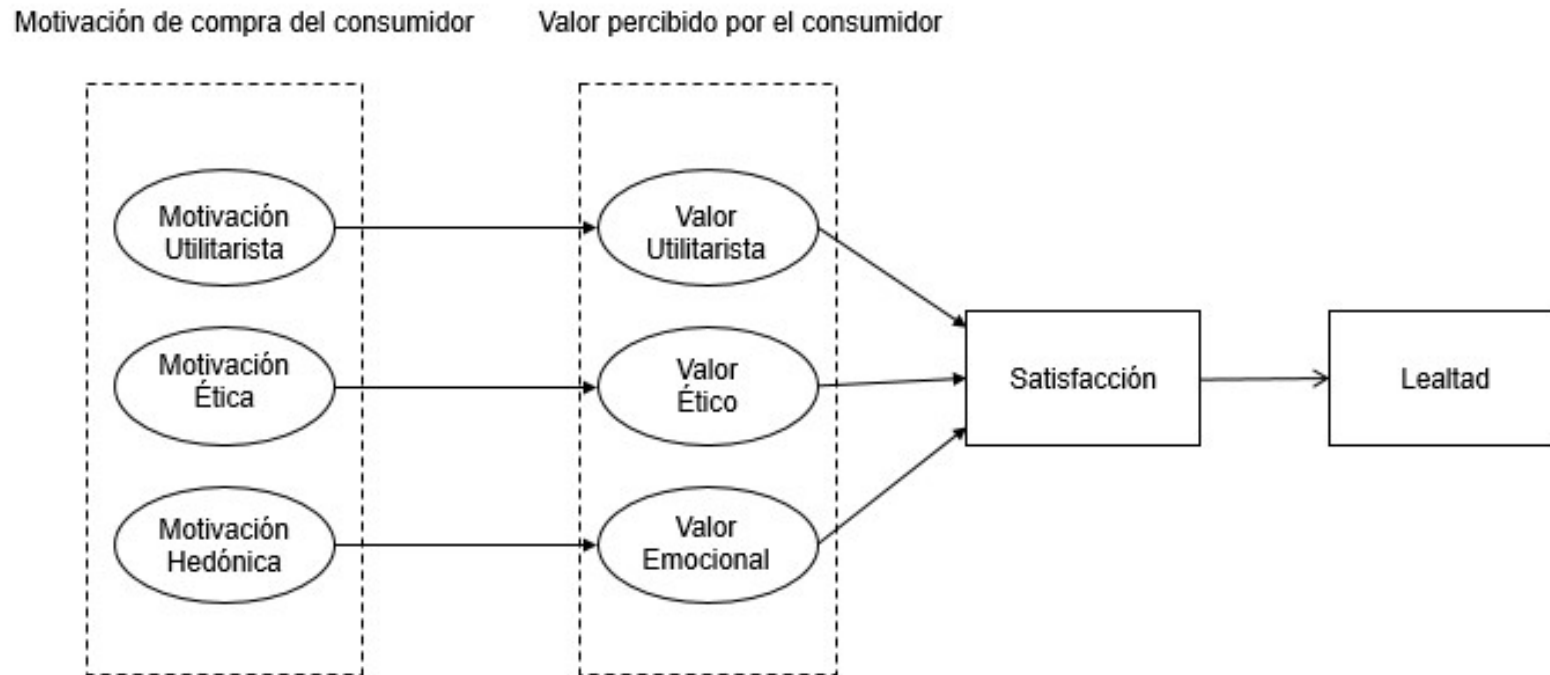 Motivación de compra del consumidor
Valor percibido por el consumidor
Motivación
Utilitarista
Valor
Utilitarista
Motivación
Ética
Valor
Ético
Satisfacción
Lealtad
Motivación
Hedónica
Valor
Emocional